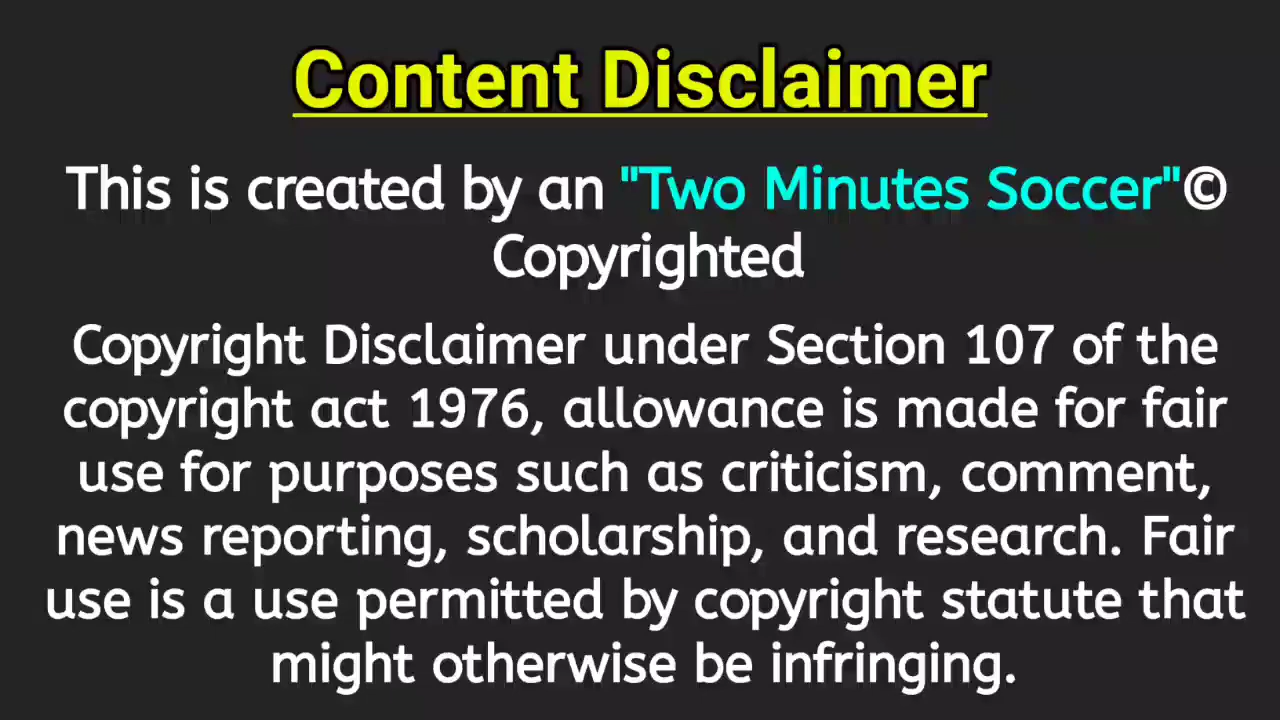 Content Disclaimer
This is created by an "Two Minutes Soccer"©
Copyrighted
Copyright Disclaimer under Section 107 of the
copyright act 1976, allowance is made for fair
use for purposes such as criticism, comment,
news reporting, scholarship, and research. Fair
use is a use permitted by copyright statute that
might otherwise be infringing.